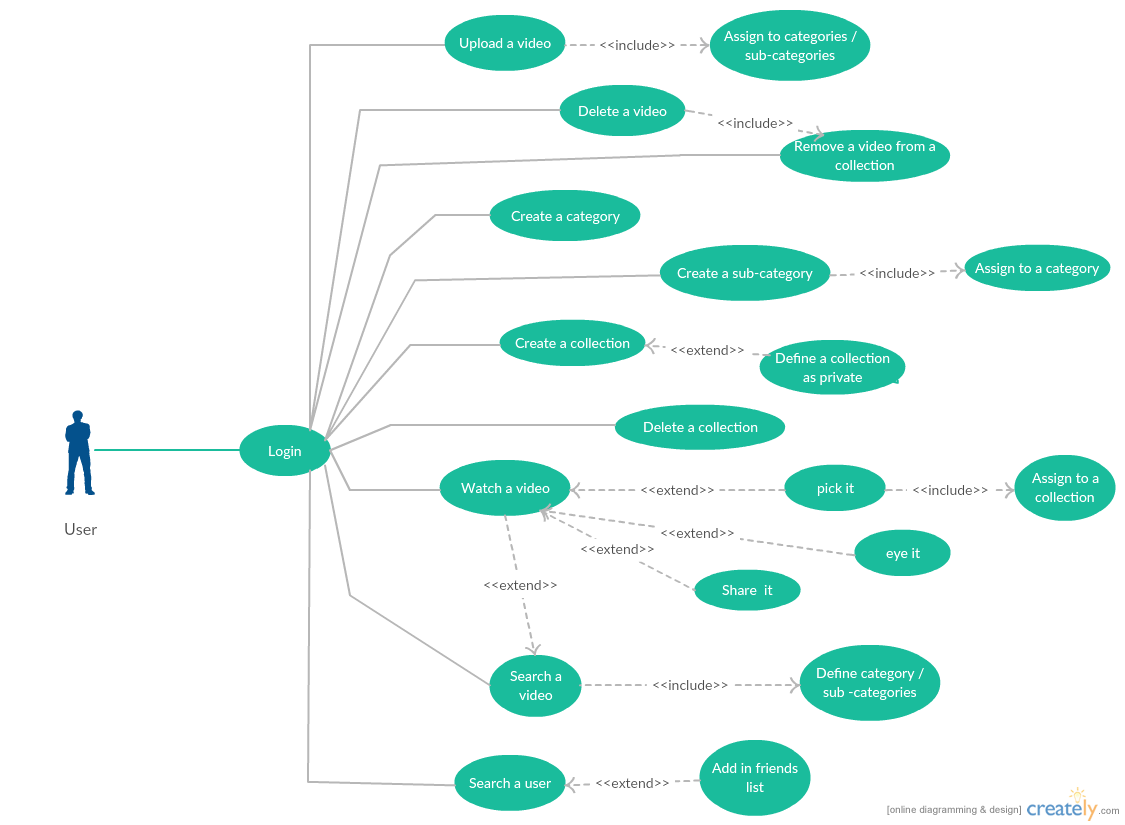 Upload a video
<<include>>
Assign to categories /
sub-categories
Delete a video
<<include>>
Remove a video from a
collection
Create a category
Create a sub-category
<<include>>
Assign to a category
Create a collection
<<extend>>
Define a collection
as private
Delete a collection
Login
User
Watch a video
<<extend>>
pick it
<<include>>
Assign to a
collection
<<extend>>
eye it
<<extend>>
Share it
<<extend>>
Search a
video
<<include>>
Define category /
sub -categories
Search a user
<<extend>>
Add in friends
list
[online diagramming & design] creately.com